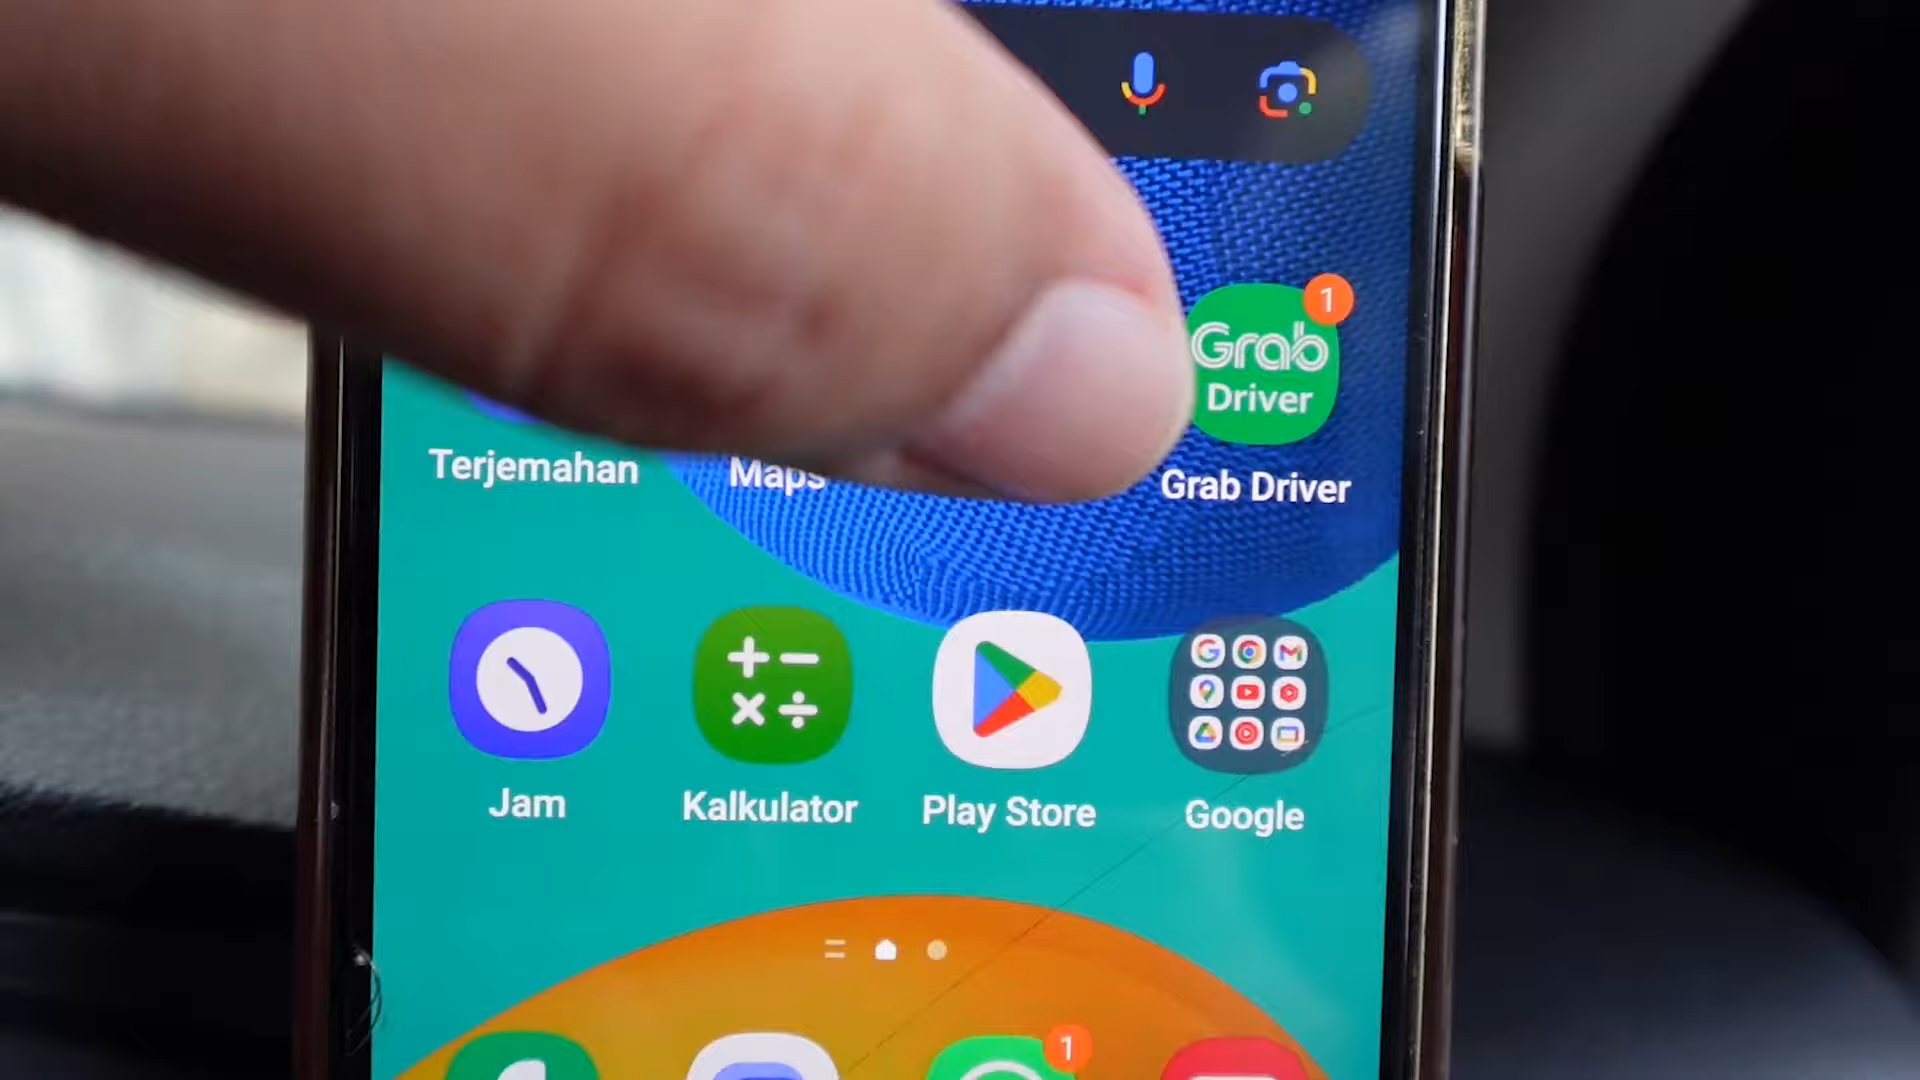 1
Grab
Driver
Terjemahan
Maps
Grab Driver
Jam
Kalkulator
Play Store
Google
1